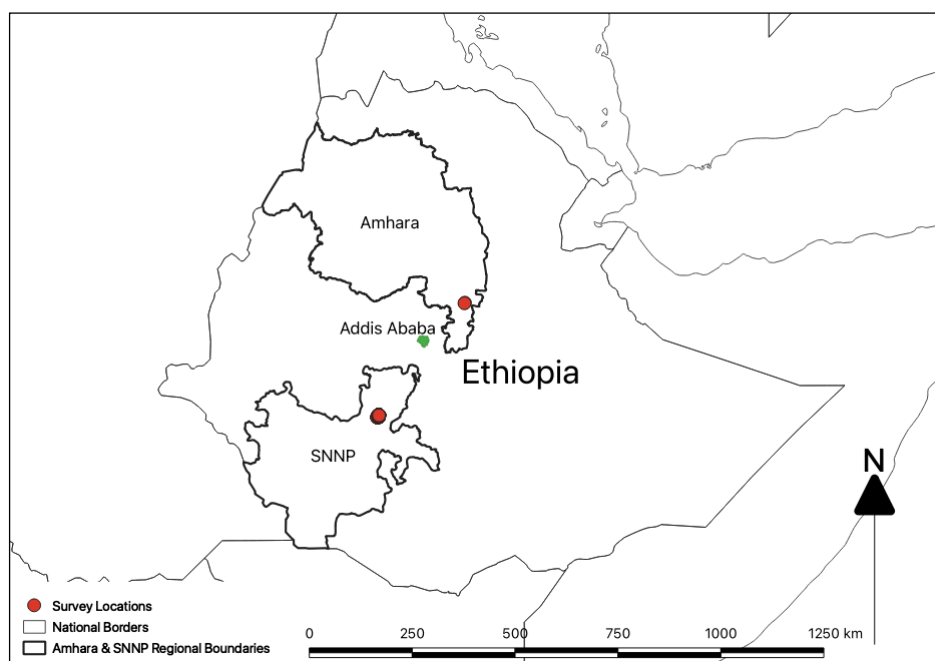 Amhara
Addis Ababa
Ethiopia
SNNP
N
Survey Locations
National Borders
Amhara & SNNP Regional Boundaries
0 250 500 750 1000 1250 km